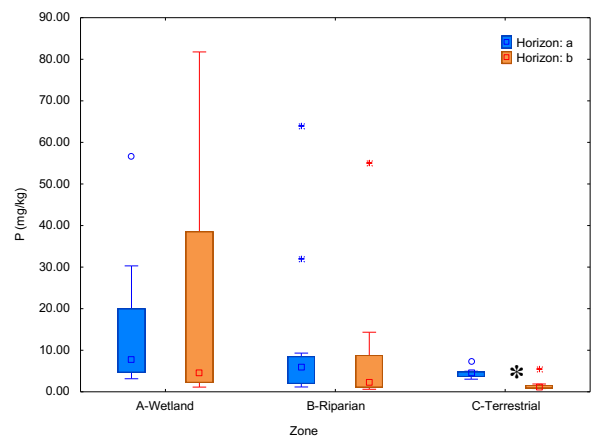 90.00
80.00
70.00
60.00
50.00
40.00
30.00
20.00
10.00
0.00
P (mg/kg)
Horizon: a
Horizon: b
*
A-Wetland B-Riparian C-Terrestrial
Zone